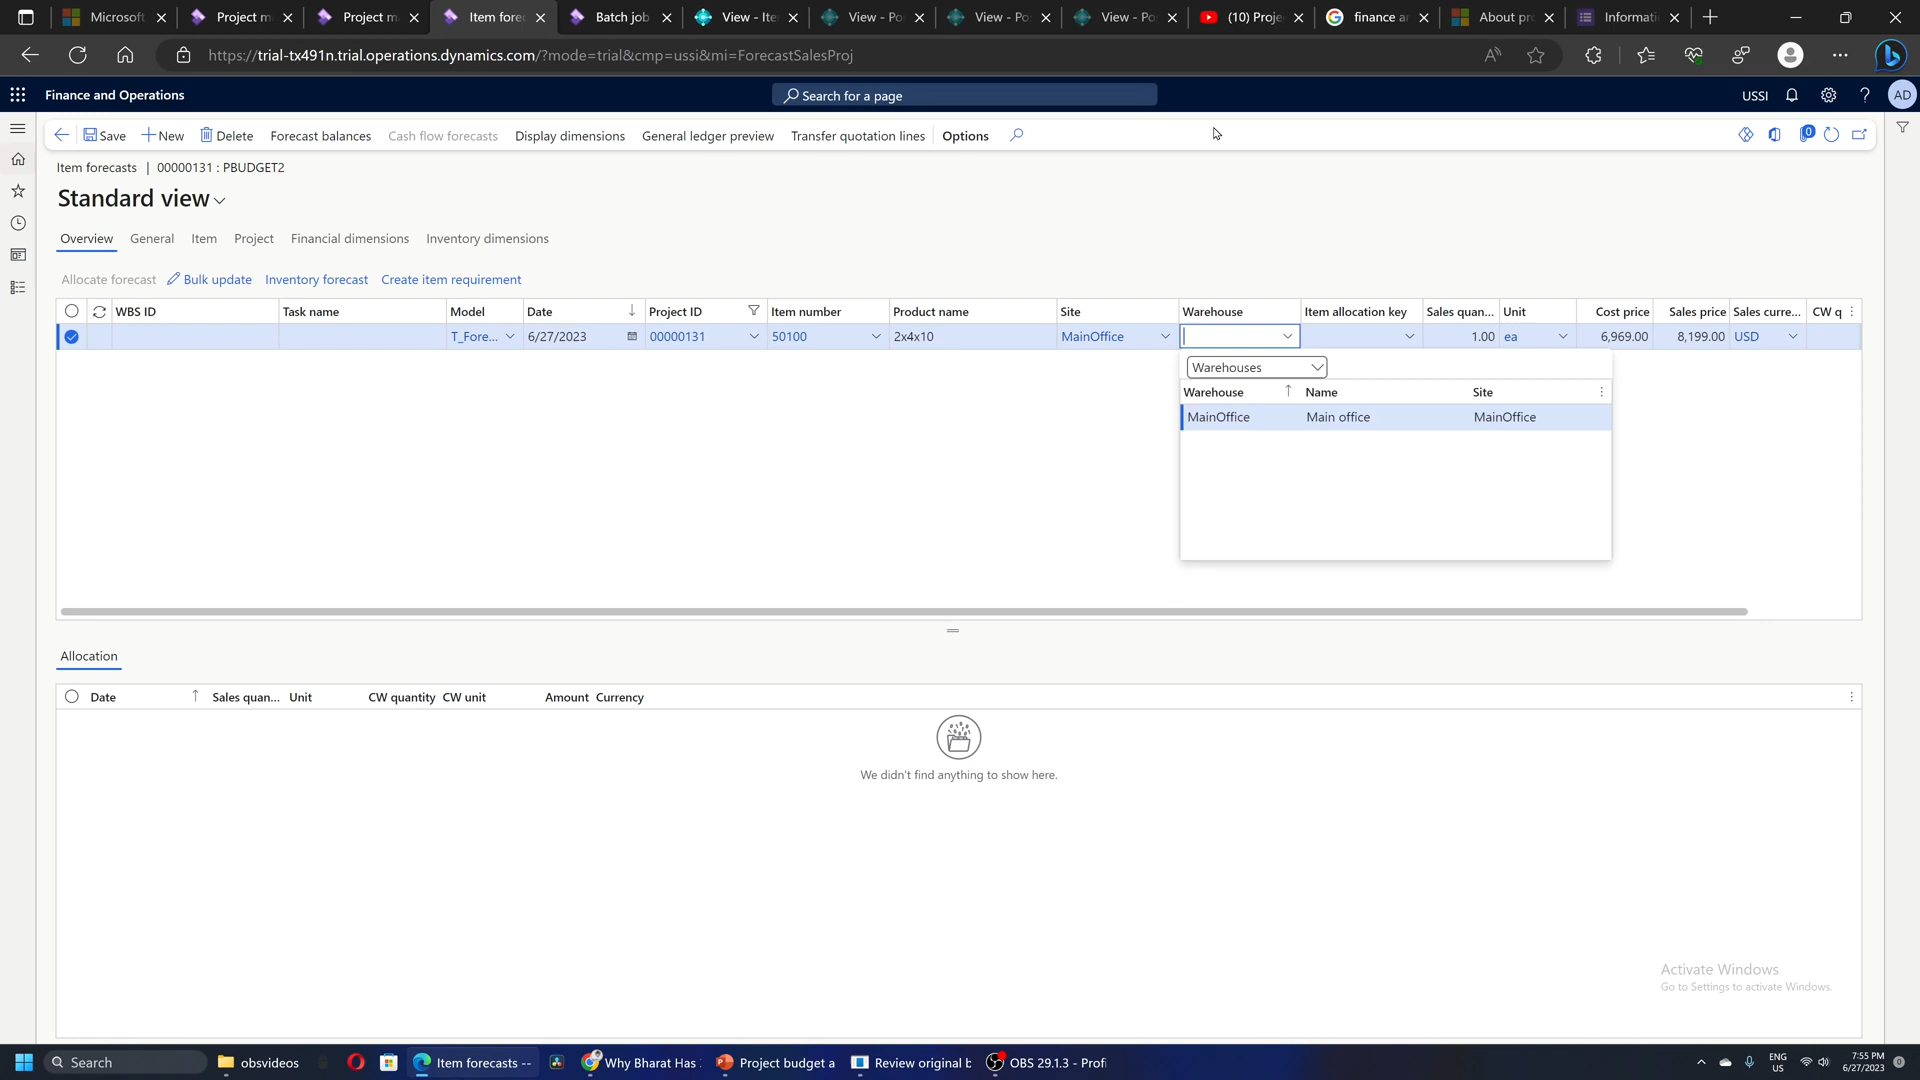 Microsoft
Project ma
Project ma
Item forec
Batch job
View - Ite
View - Po
View - Po
View - Po
(10) Proje
finance an
About pro
Informati
https://trial-tx491n.trial.operations.dynamics.com/?mode=trial&cmp=ussi&mi=ForecastSalesProj
Finance and Operations
Search for a page
USSI
AD
Save
New
Delete
Forecast balances
Cash flow forecasts
Display dimensions
General ledger preview
Transfer quotation lines
Options
0
Item forecasts | 00000131 : PBUDGET2
Standard view
Overview General Item Project Financial dimensions Inventory dimensions
Allocate forecast Bulk update Inventory forecast Create item requirement
WBS ID Task name Model Date Project ID Item number Product name Site Warehouse Item allocation key Sales quan... Unit Cost price Sales price Sales curre... CW q
T_Fore... 6/27/2023 00000131 50100 2x4x10 MainOffice 1.00 ea 6,969.00 8,199.00 USD
Warehouses
Warehouse Name Site
MainOffice Main office MainOffice
Allocation
Date Sales quan... Unit CW quantity CW unit Amount Currency
We didn't find anything to show here.
Activate Windows
Go to Settings to activate Windows.
Search
obsvideos
Item forecasts --
Why Bharat Has
Project budget a
Review original b
OBS 29.1.3 - Profi
ENG
US
7:55 PM
6/27/2023